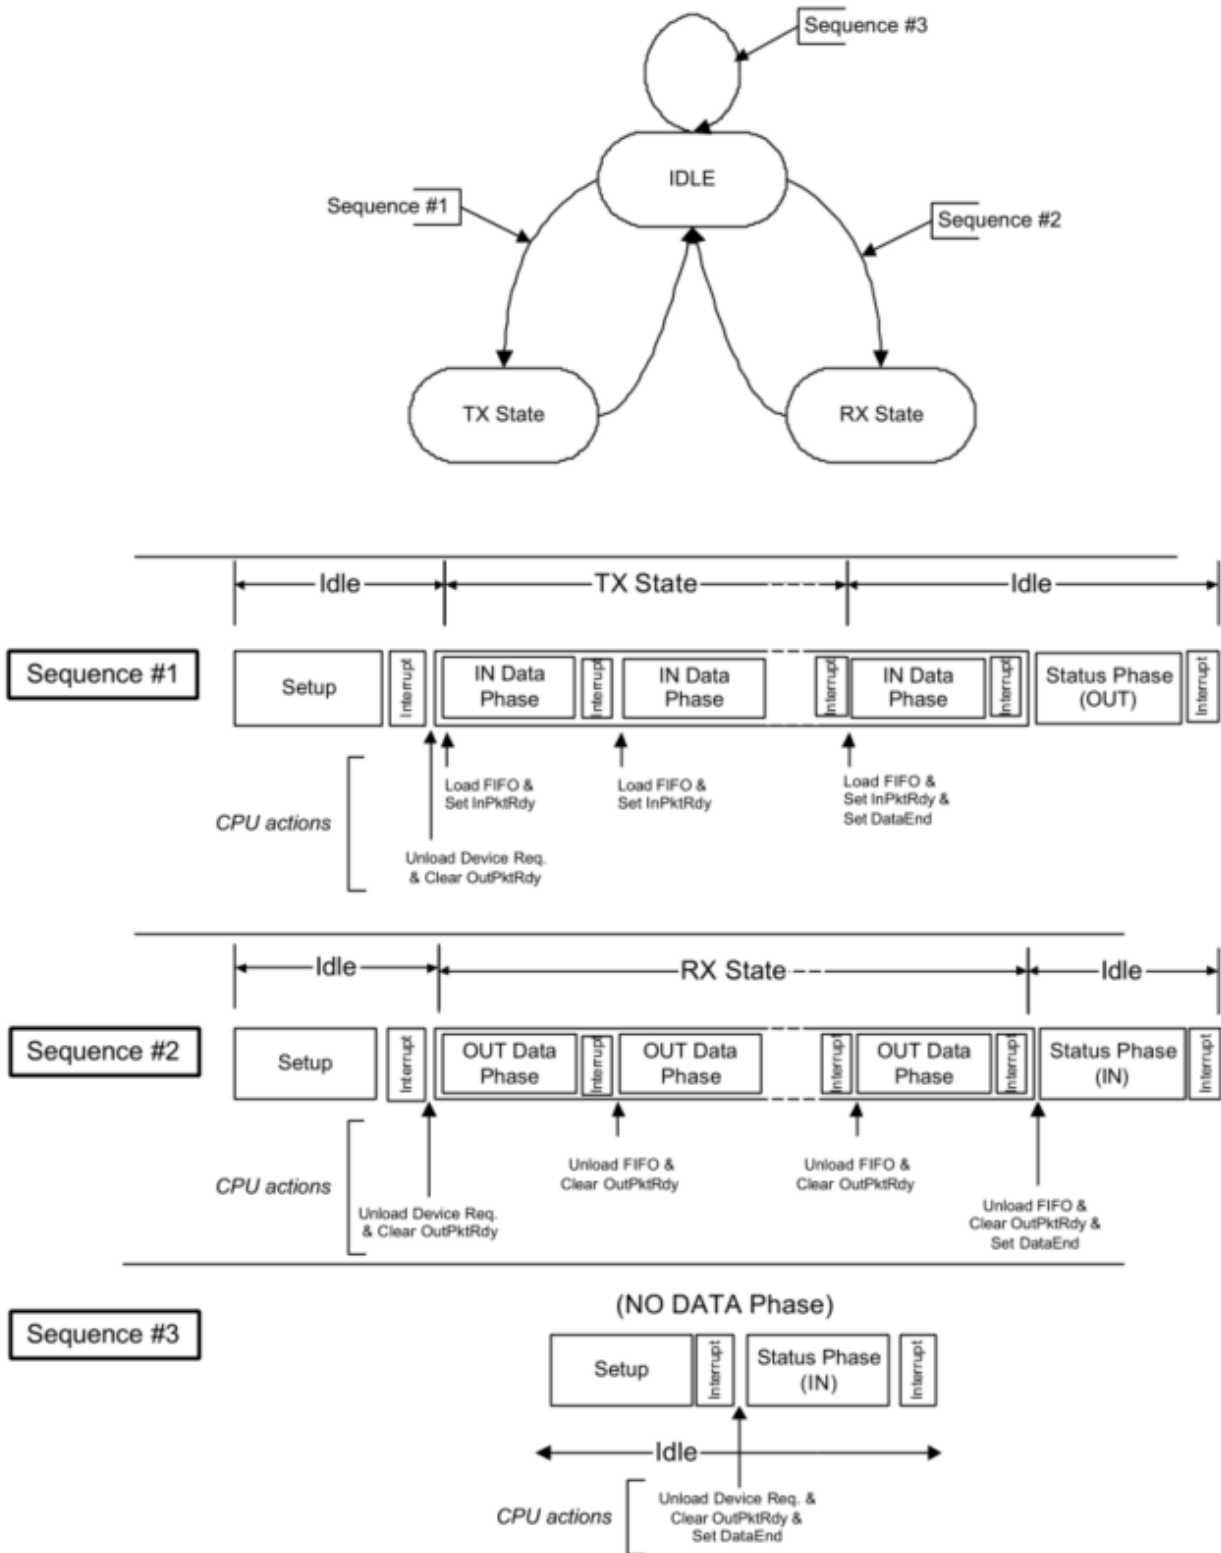 Sequence #3
IDLE
Sequence #1
Sequence #2
TX State
RX State
Idle
TX State
Idle
Sequence #1
Setup
Interrupt
IN Data
Phase
Interrupt
IN Data
Phase
Interrupt
IN Data
Phase
Interrupt
Status Phase
(OUT)
Interrupt
CPU actions
Load FIFO &
Set InPktRdy
Load FIFO &
Set InPktRdy
Load FIFO &
Set InPktRdy &
Set DataEnd
Unload Device Req.
& Clear OutPktRdy
Idle
RX State
Idle
Sequence #2
Setup
Interrupt
OUT Data
Phase
Interrupt
OUT Data
Phase
Interrupt
OUT Data
Phase
Interrupt
Status Phase
(IN)
Interrupt
CPU actions
Unload Device Req.
& Clear OutPktRdy
Unload FIFO &
Clear OutPktRdy
Unload FIFO &
Clear OutPktRdy
Unload FIFO &
Clear OutPktRdy &
Set DataEnd
Sequence #3
(NO DATA Phase)
Setup
Interrupt
Status Phase
(IN)
Interrupt
Idle
CPU actions
Unload Device Req. &
Clear OutPktRdy &
Set DataEnd